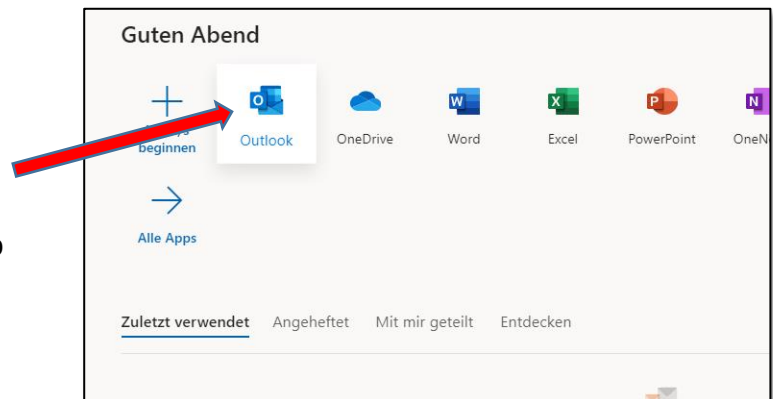 Guten Abend
beginnen
Outlook
OneDrive
Word
Excel
PowerPoint
Alle Apps
Zuletzt verwendet Angeheftet Mit mir geteilt Entdecken